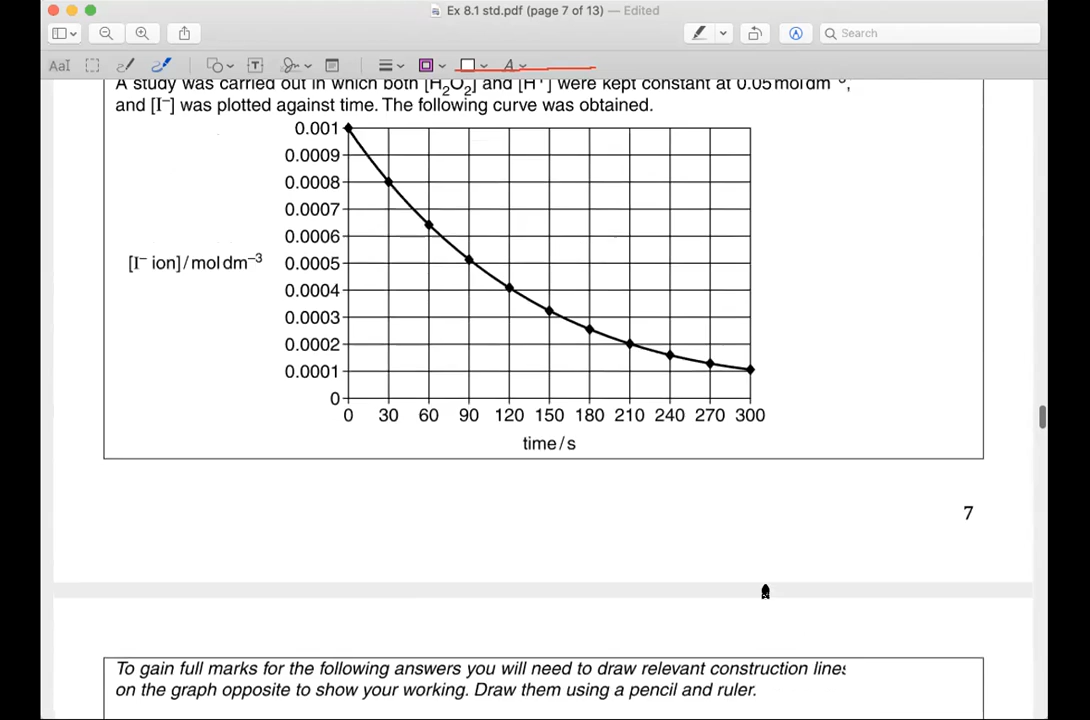 Ex 8.1 std.pdf (page 7 of 13) — Edited
Search
AaI
T
A
A study was carried out in which both [H₂O₂] and [H⁺] were kept constant at 0.05 mol dm⁻³,
and [I⁻] was plotted against time. The following curve was obtained.
0.001
0.0009
0.0008
0.0007
0.0006
[I⁻ ion] / mol dm⁻³
0.0005
0.0004
0.0003
0.0002
0.0001
0
0 30 60 90 120 150 180 210 240 270 300
time / s
7
To gain full marks for the following answers you will need to draw relevant construction lines
on the graph opposite to show your working. Draw them using a pencil and ruler.